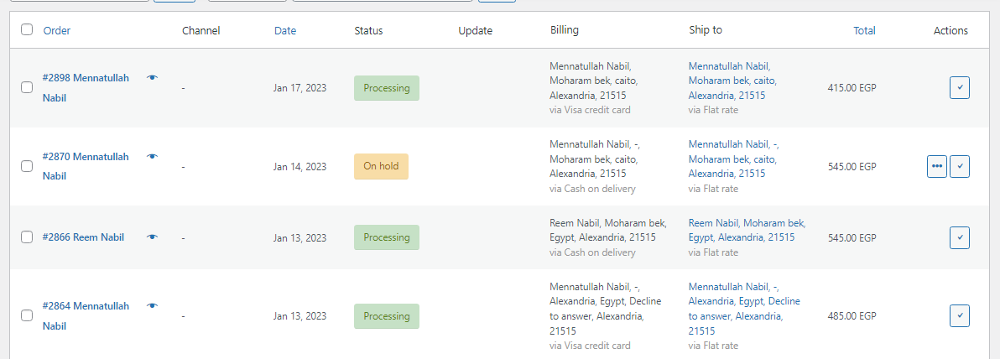 Order Channel Date Status Update Billing Ship to Total Actions
#2898 Mennatullah Nabil
-
Jan 17, 2023
Processing
Mennatullah Nabil,
Moharam bek, caito,
Alexandria, 21515
via Visa credit card
Mennatullah Nabil,
Moharam bek, caito,
Alexandria, 21515
via Flat rate
415.00 EGP
#2870 Mennatullah Nabil
-
Jan 14, 2023
On hold
Mennatullah Nabil, -,
Moharam bek, caito,
Alexandria, 21515
via Cash on delivery
Mennatullah Nabil, -,
Moharam bek, caito,
Alexandria, 21515
via Flat rate
545.00 EGP
#2866 Reem Nabil
-
Jan 13, 2023
Processing
Reem Nabil, Moharam bek,
Egypt, Alexandria, 21515
via Cash on delivery
Reem Nabil, Moharam bek,
Egypt, Alexandria, 21515
via Flat rate
545.00 EGP
#2864 Mennatullah Nabil
-
Jan 13, 2023
Processing
Mennatullah Nabil, -,
Alexandria, Egypt, Decline
to answer, Alexandria,
21515
via Visa credit card
Mennatullah Nabil, -,
Alexandria, Egypt, Decline
to answer, Alexandria,
21515
via Flat rate
485.00 EGP